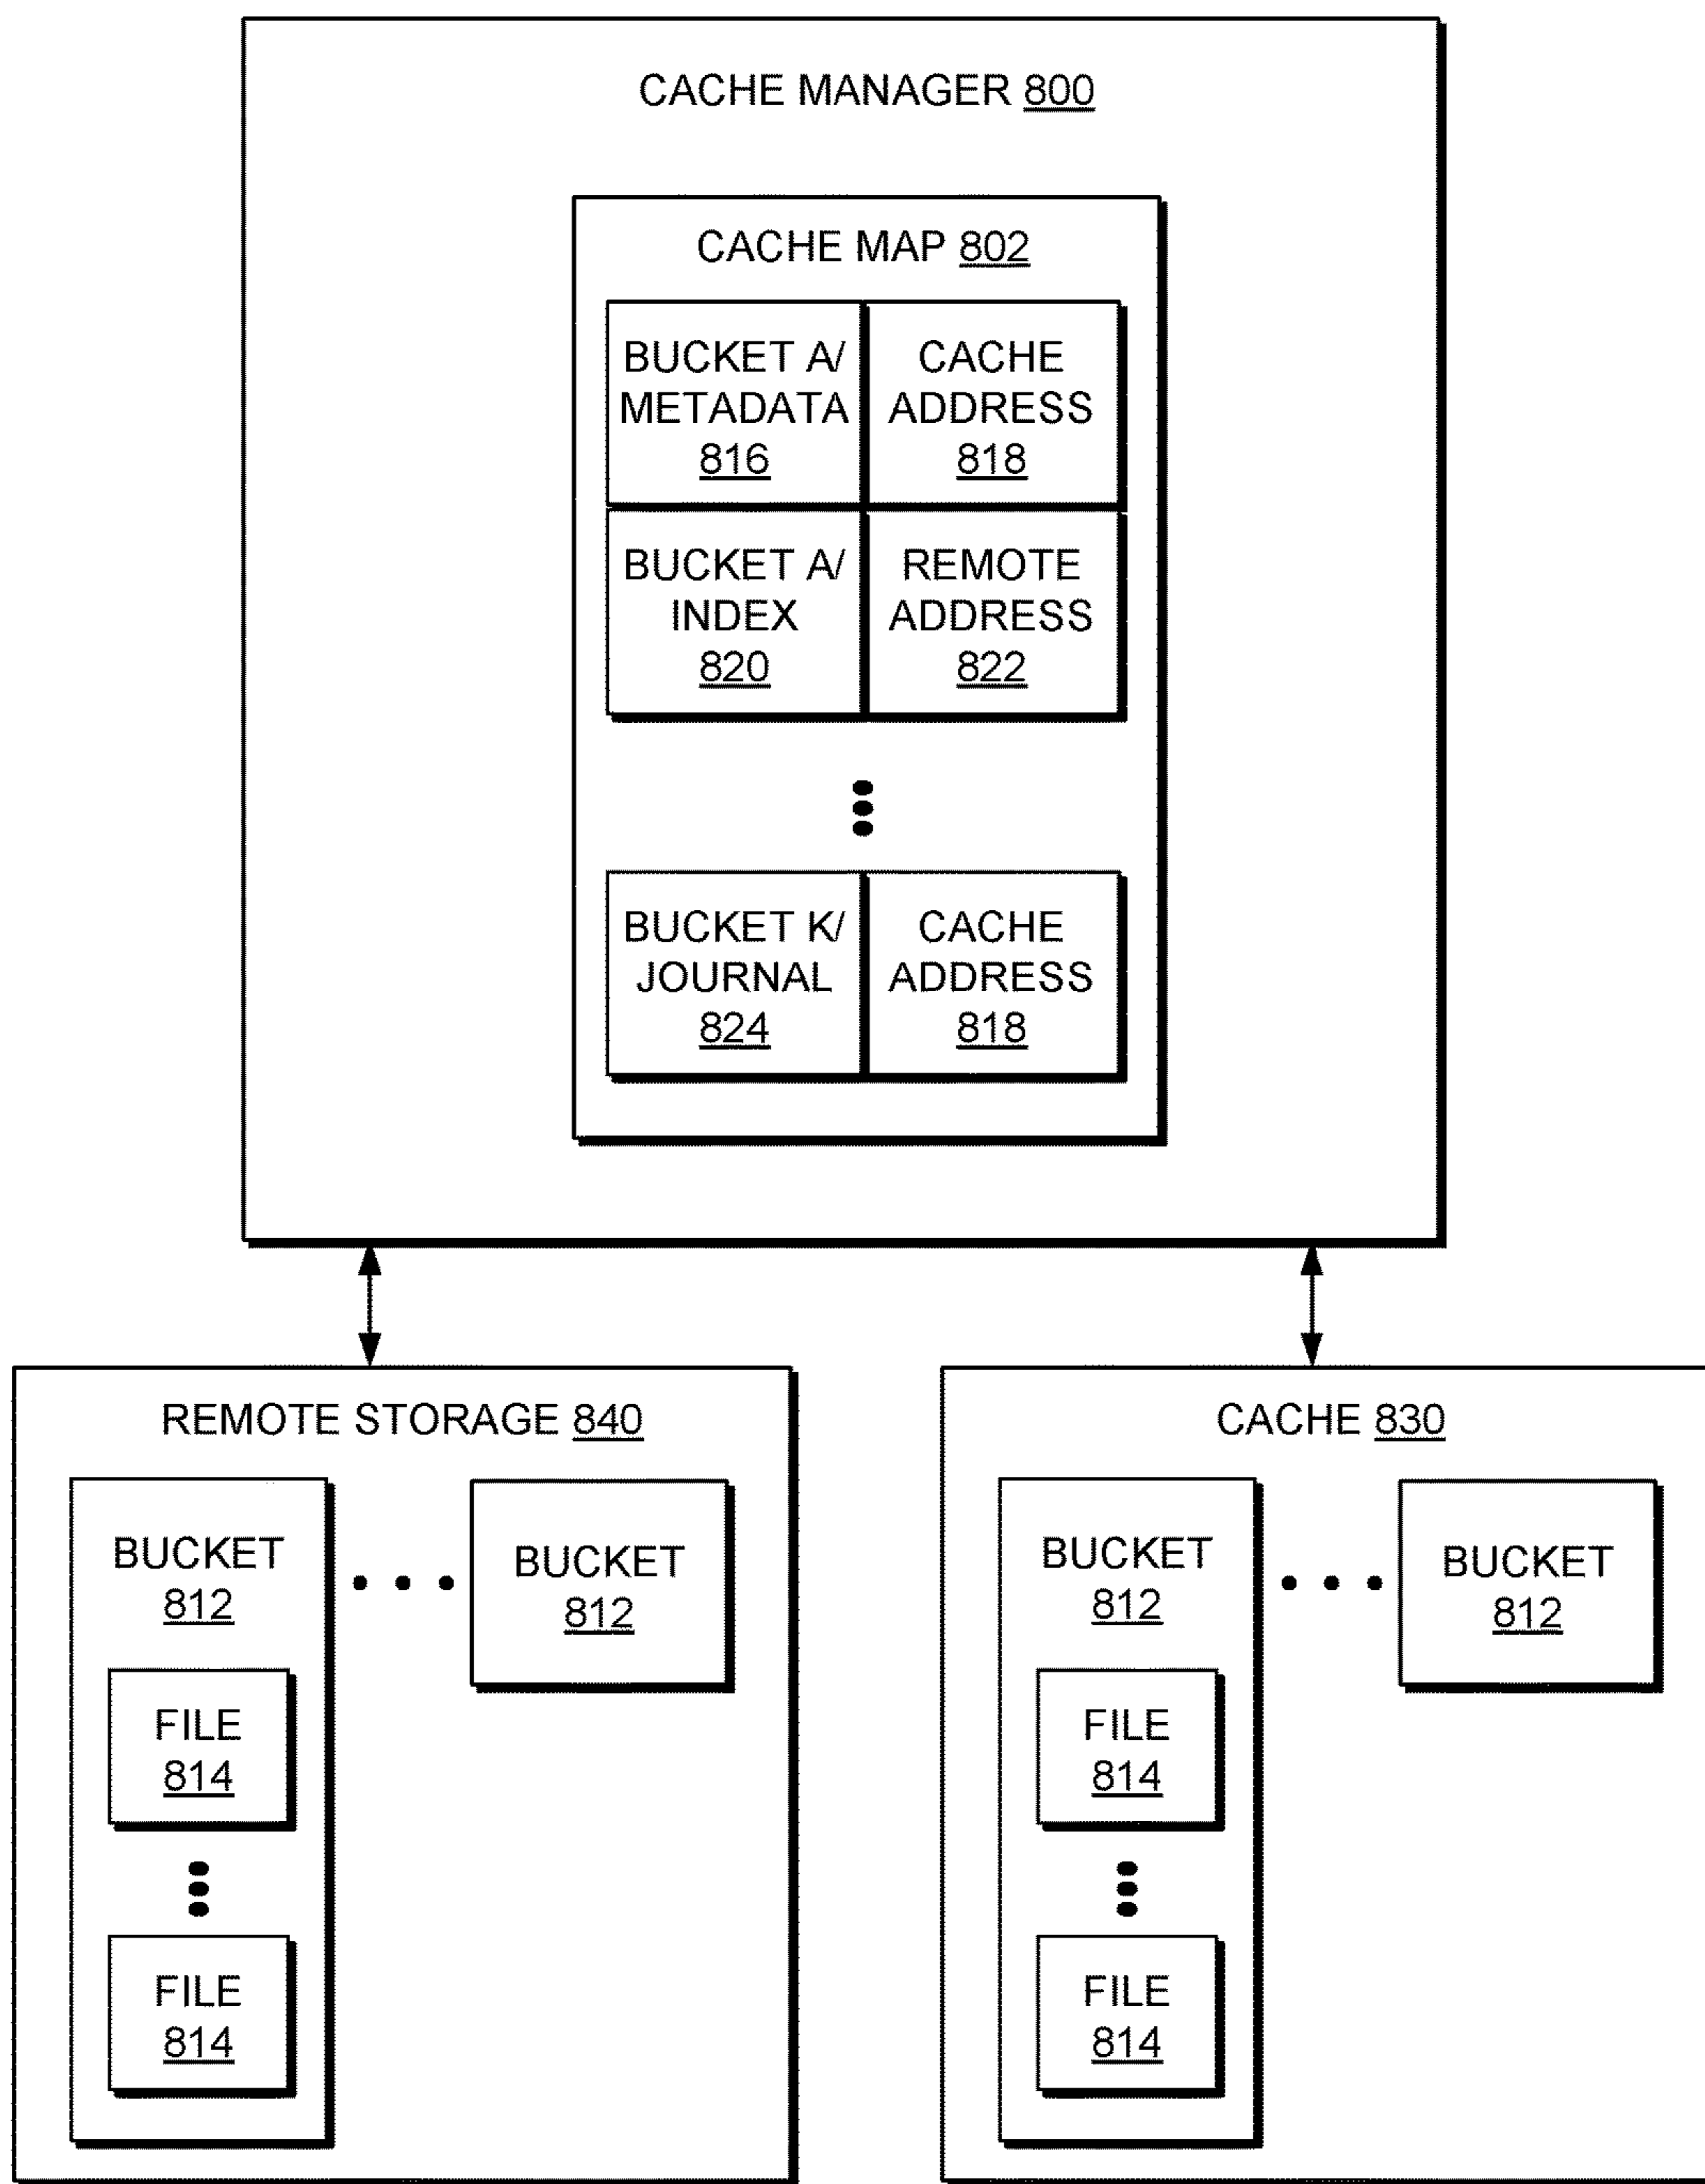 CACHE MANAGER 800
CACHE MAP 802
BUCKET A/
METADATA
816
CACHE
ADDRESS
818
BUCKET A/
INDEX
820
REMOTE
ADDRESS
822
BUCKET K/
JOURNAL
824
CACHE
ADDRESS
818
REMOTE STORAGE 840
BUCKET
812
BUCKET
812
FILE
814
FILE
814
CACHE 830
BUCKET
812
BUCKET
812
FILE
814
FILE
814